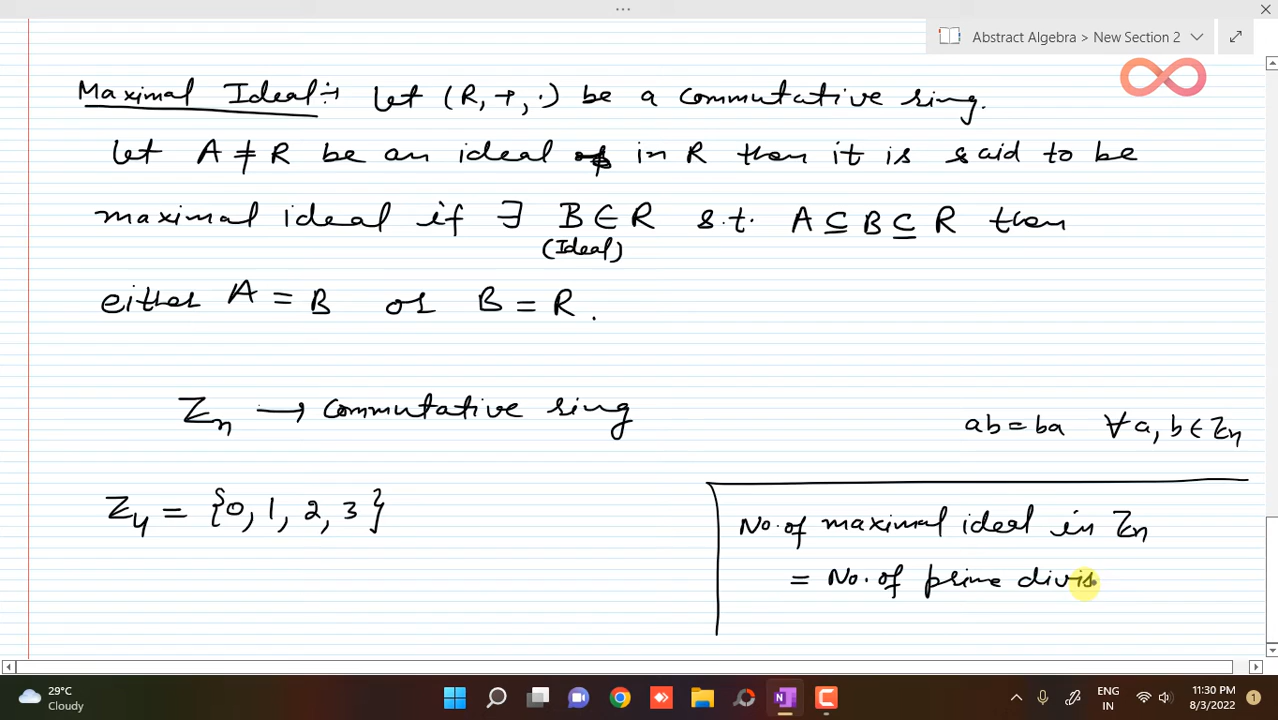 Abstract Algebra > New Section 2
Maximal Ideal:→ Let (R, +, ·) be a commutative ring.
Let A ≠ R be an ideal in R then it is said to be
maximal ideal if ∃ B ∈ R s.t. A ⊆ B ⊆ R then
(Ideal)
either A = B or B = R.
Zn → commutative ring
ab = ba ∀ a, b ∈ Zn
Z4 = {0, 1, 2, 3}
No. of maximal ideal in Zn
= No. of prime divis
29°C
Cloudy
ENG
IN
11:30 PM
8/3/2022
1